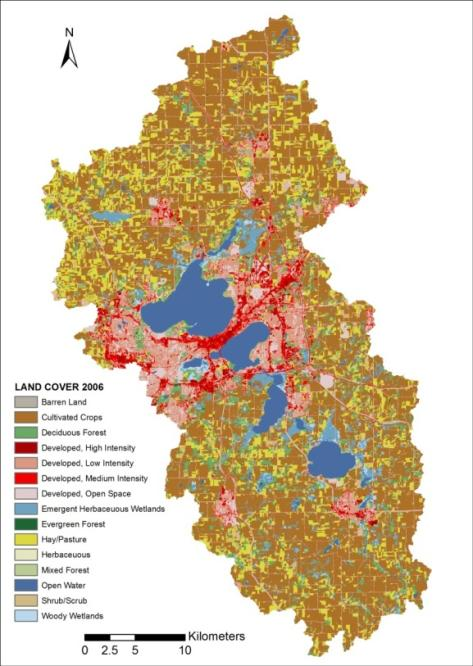 N
LAND COVER 2006
Barren Land
Cultivated Crops
Deciduous Forest
Developed, High Intensity
Developed, Low Intensity
Developed, Medium Intensity
Developed, Open Space
Emergent Herbaceuous Wetlands
Evergreen Forest
Hay/Pasture
Herbaceuous
Mixed Forest
Open Water
Shrub/Scrub
Woody Wetlands
Kilometers
0 2.5 5 10